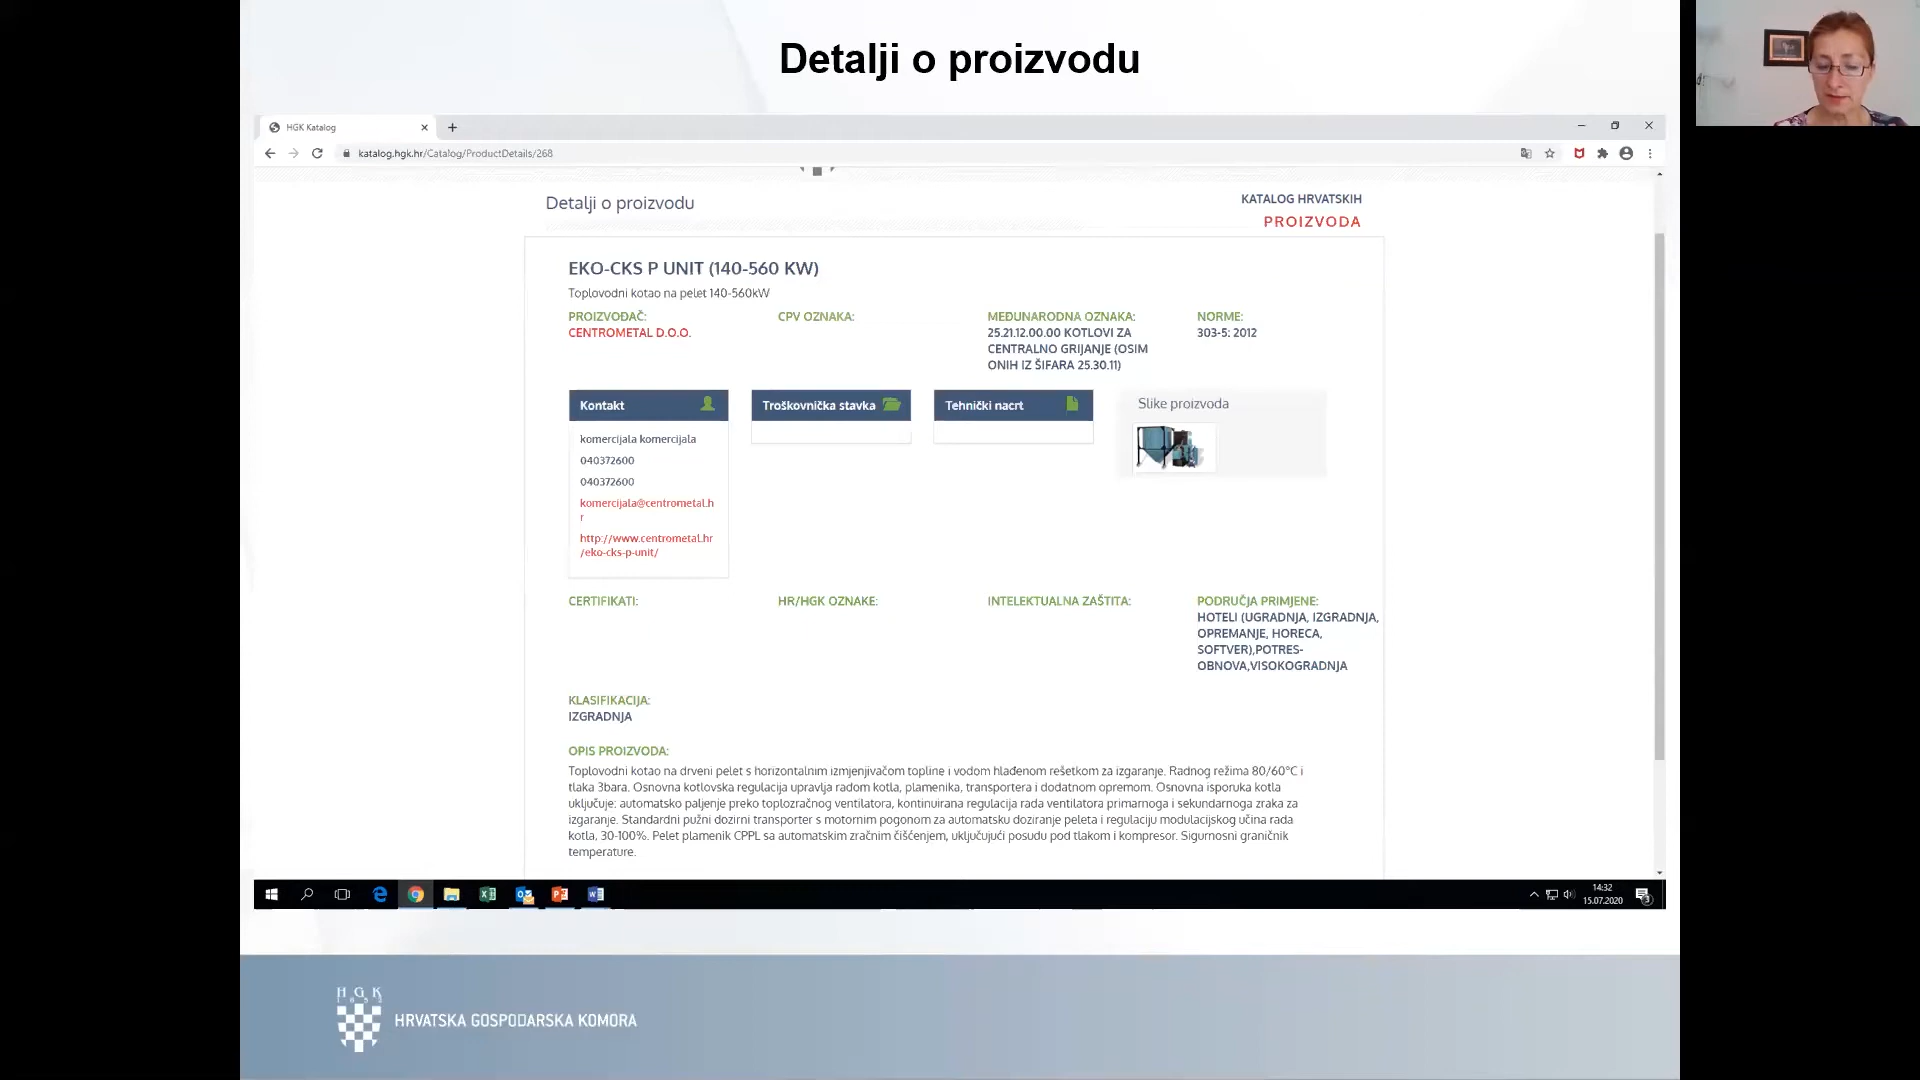 Detalji o proizvodu
HGK Katalog
katalog.hgk.hr/Catalog/ProductDetails/268
Detalji o proizvodu
KATALOG HRVATSKIH
PROIZVODA
EKO-CKS P UNIT (140-560 KW)
Toplovodni kotao na pelet 140-560kW
PROIZVOĐAČ:
CENTROMETAL D.O.O.
CPV OZNAKA:
MEĐUNARODNA OZNAKA:
25.21.12.00.00 KOTLOVI ZA
CENTRALNO GRIJANJE (OSIM
ONIH IZ ŠIFARA 25.30.11)
NORME:
303-5: 2012
Kontakt
komercijala komercijala
040372600
040372600
komercijala@centrometal.h
r
http://www.centrometal.hr
/eko-cks-p-unit/
Troškovnička stavka
Tehnički nacrt
Slike proizvoda
CERTIFIKATI:
HR/HGK OZNAKE:
INTELEKTUALNA ZAŠTITA:
PODRUČJA PRIMJENE:
HOTELI (UGRADNJA, IZGRADNJA,
OPREMANJE, HORECA,
SOFTVER),POTRES-
OBNOVA,VISOKOGRADNJA
KLASIFIKACIJA:
IZGRADNJA
OPIS PROIZVODA:
Toplovodni kotao na drveni pelet s horizontalnim izmjenjivačom topline i vodom hlađenom rešetkom za izgaranje. Radnog režima 80/60°C i
tlaka 3bara. Osnovna kotlovska regulacija upravlja radom kotla, plamenika, transportera i dodatnom opremom. Osnovna isporuka kotla
uključuje: automatsko paljenje preko toplozračnog ventilatora, kontinuirana regulacija rada ventilatora primarnoga i sekundarnoga zraka za
izgaranje. Standardni pužni dozirni transporter s motornim pogonom za automatsku doziranje peleta i regulaciju modulacijskog učina rada
kotla, 30-100%. Pelet plamenik CPPL sa automatskim zračnim čišćenjem, uključujući posudu pod tlakom i kompresor. Sigurnosni graničnik
temperature.
14:32
15.07.2020
HGK
1852
HRVATSKA GOSPODARSKA KOMORA